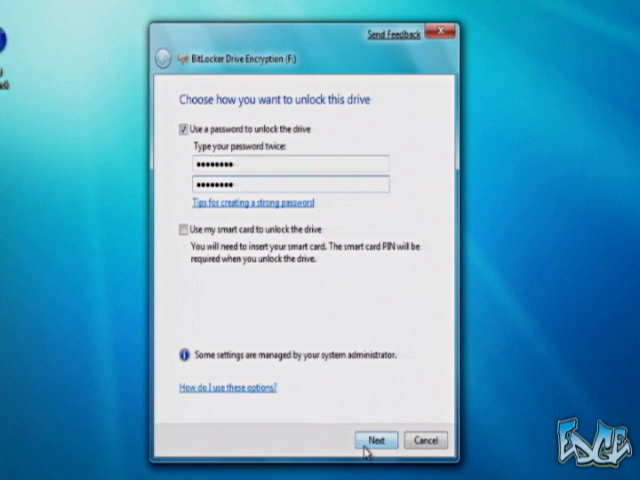 Send Feedback
BitLocker Drive Encryption (F:)
Choose how you want to unlock this drive
Use a password to unlock the drive
Type your password twice:
••••••••
••••••••
Tips for creating a strong password
Use my smart card to unlock the drive
You will need to insert your smart card. The smart card PIN will be
required when you unlock the drive.
Some settings are managed by your system administrator.
How do I use these options?
Next
Cancel
EDGE